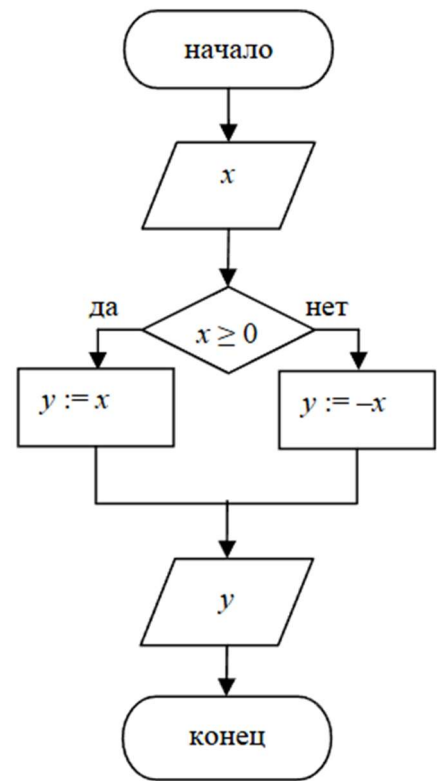 начало
x
да
нет
x ≥ 0
y := x
y := –x
y
конец